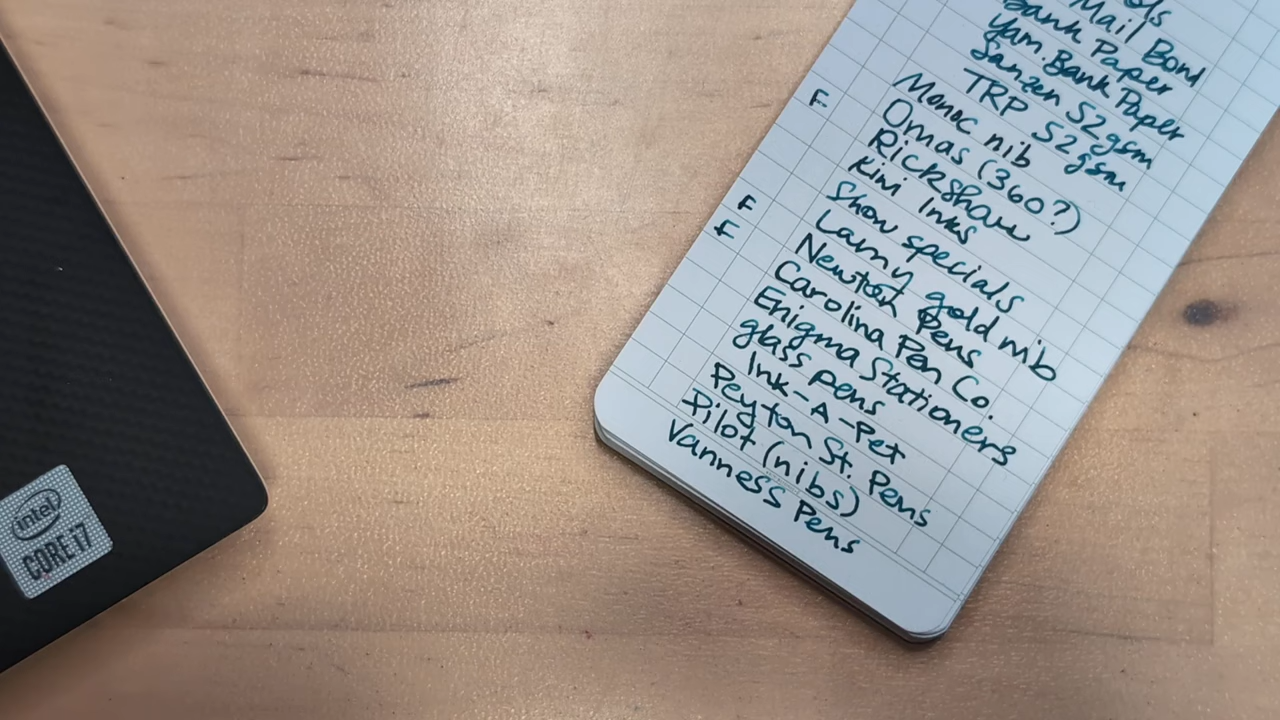 Mail Bond
Bank Paper
Yam. Bank Paper
Sanzen 52gsm
TRP 52gsm
Monoc nib
F Omas (360?)
Rickshaw
Kiwi Inks
Show specials
F Lamy gold nib
F Newton Pens
Carolina Pen Co.
Enigma Stationers
glass pens
Ink-A-Pet
Peyton St. Pens
Pilot (nibs)
Vanness Pens
intel
CORE i7